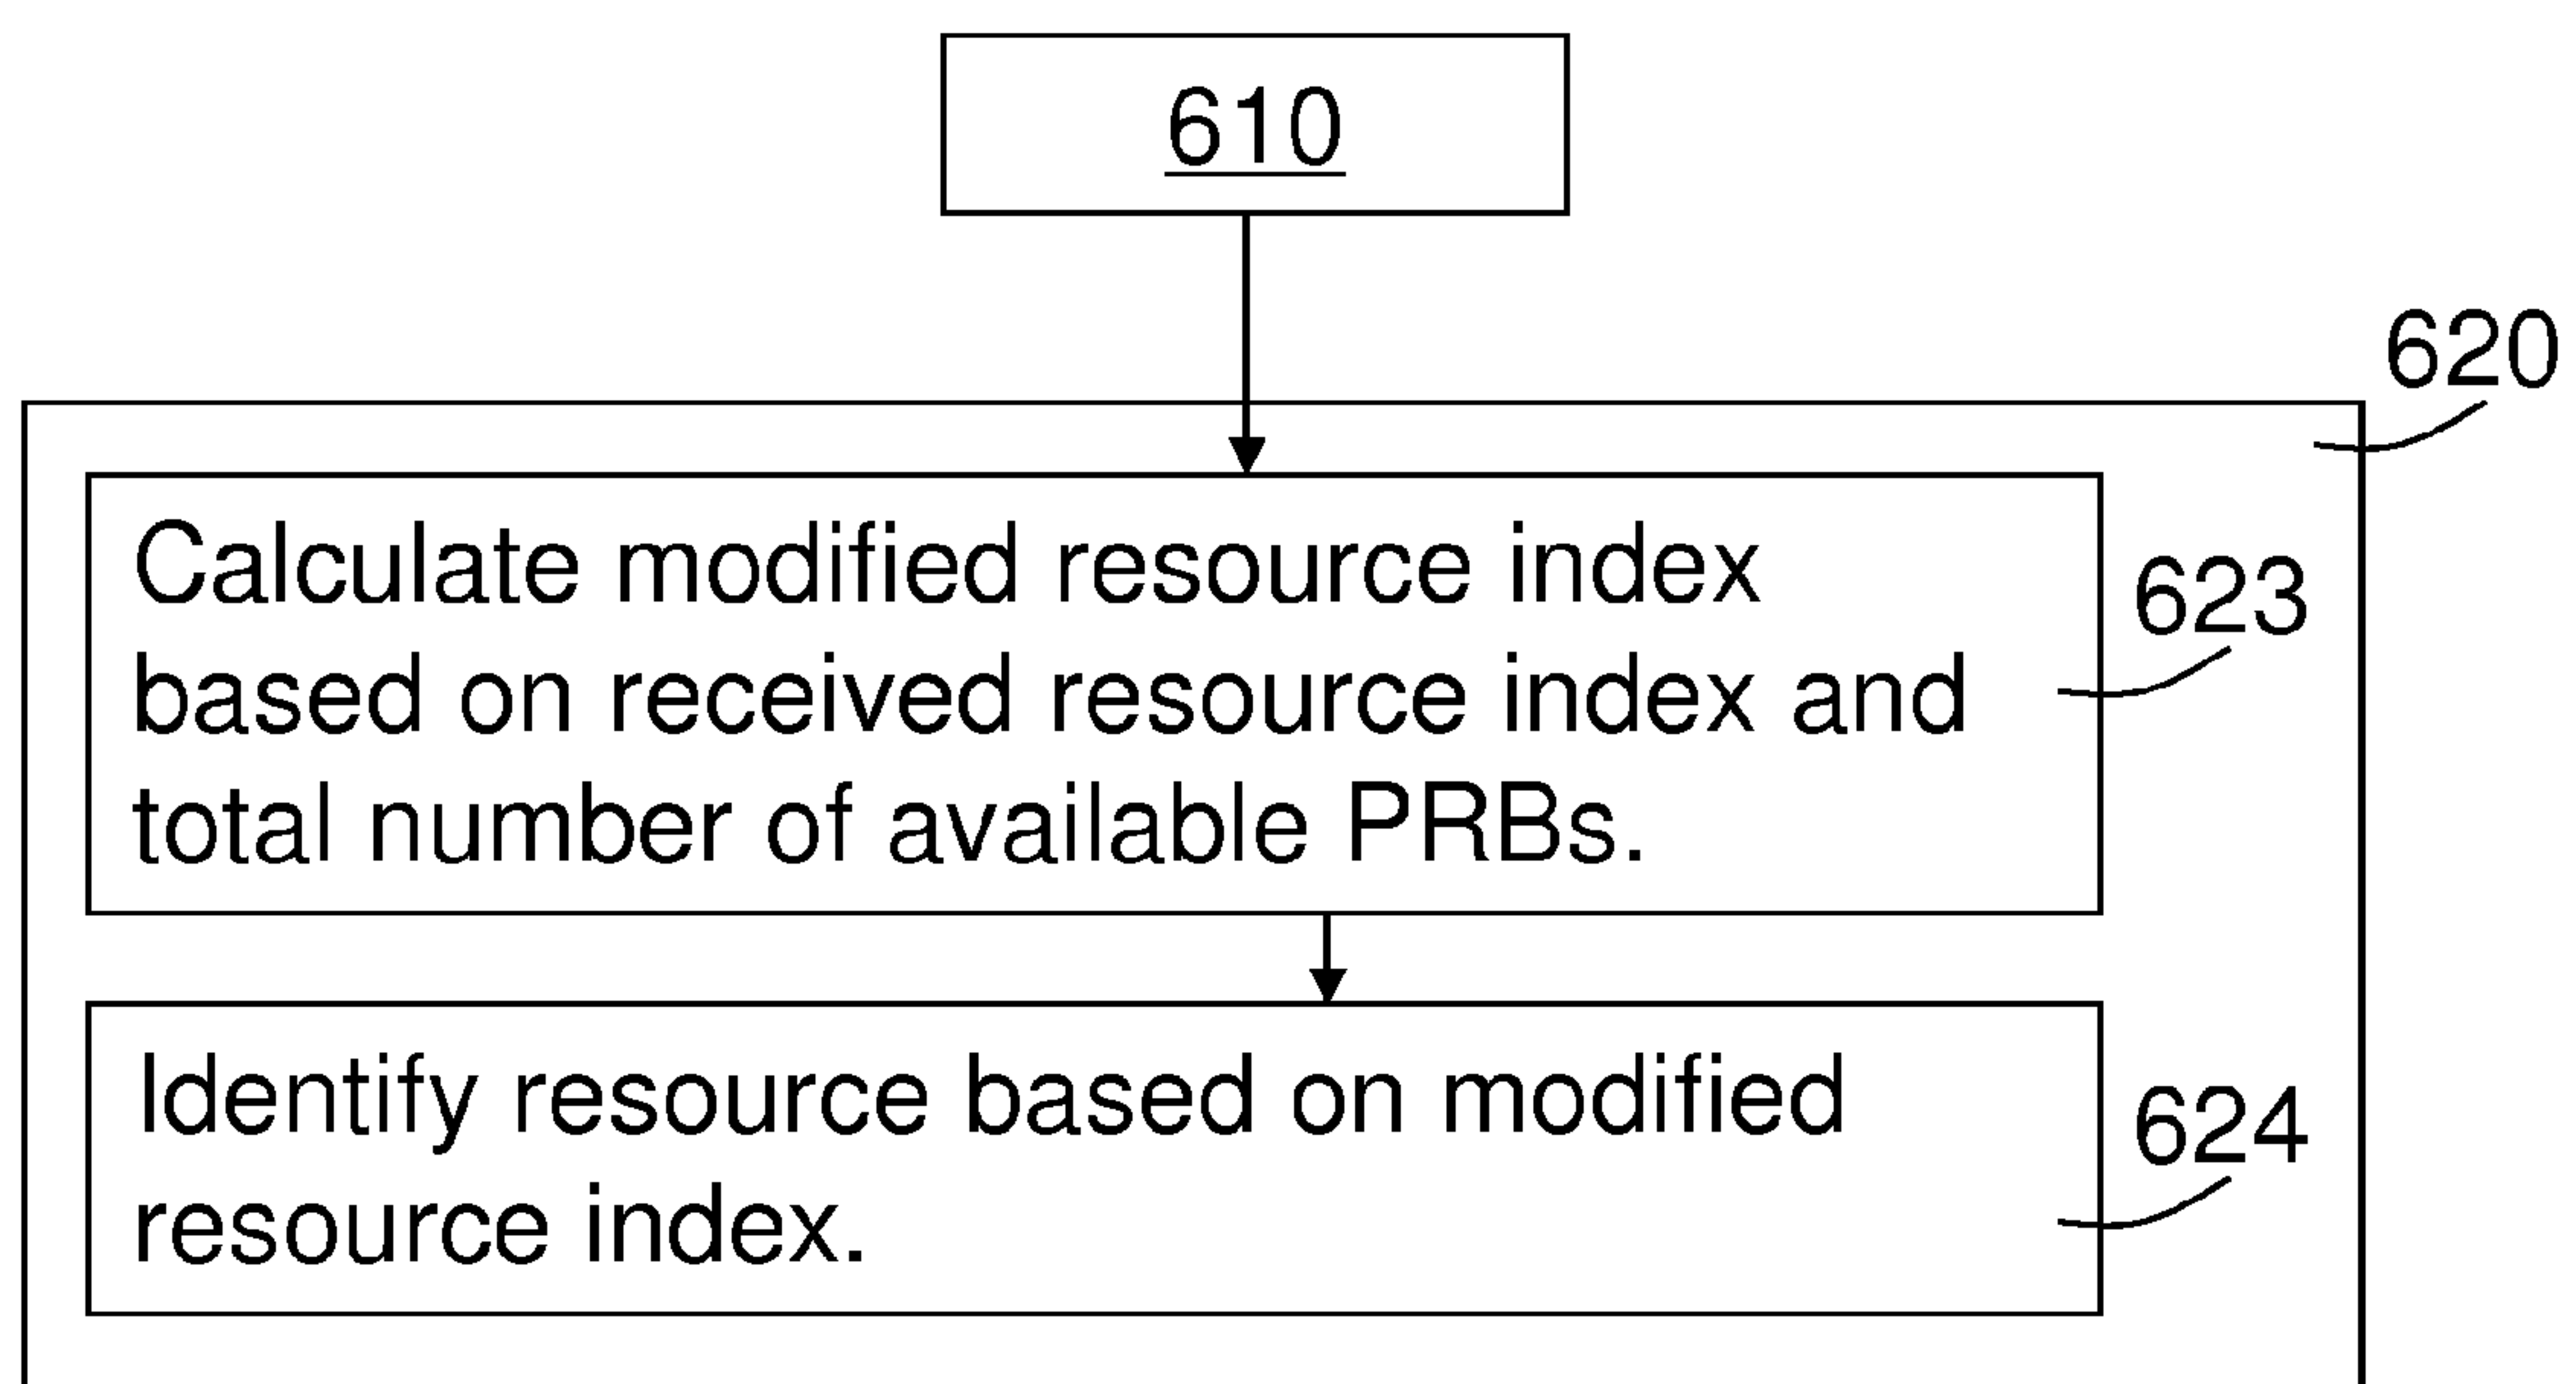 610
620
Calculate modified resource index
based on received resource index and
total number of available PRBs.
623
Identify resource based on modified
resource index.
624